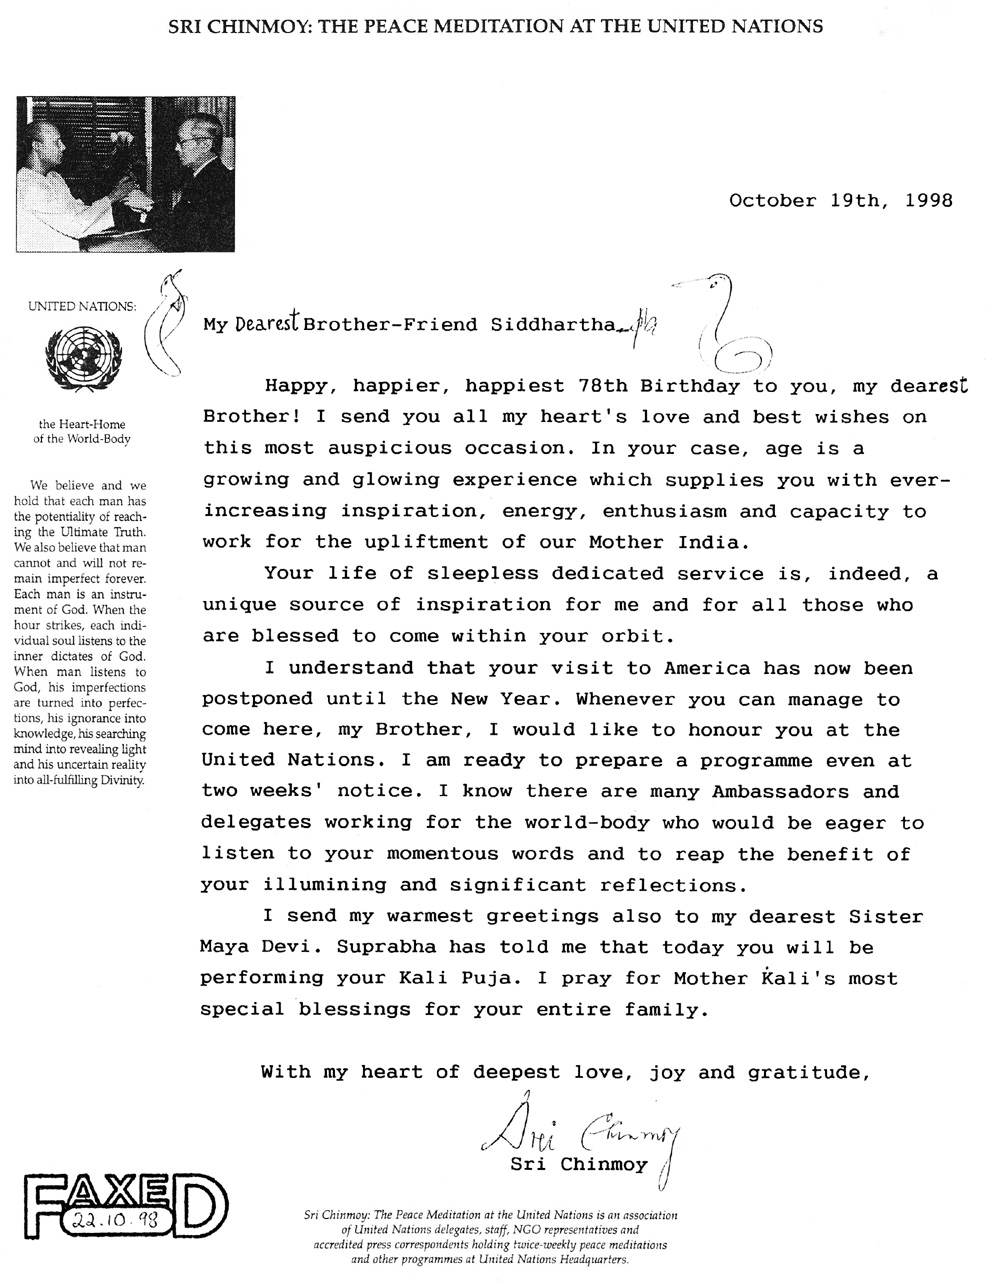 SRI CHINMOY: THE PEACE MEDITATION AT THE UNITED NATIONS
October 19th, 1998
UNITED NATIONS:
the Heart-Home
of the World-Body
We believe and we
hold that each man has
the potentiality of reach-
ing the Ultimate Truth.
We also believe that man
cannot and will not re-
main imperfect forever.
Each man is an instru-
ment of God. When the
hour strikes, each indi-
vidual soul listens to the
inner dictates of God.
When man listens to
God, his imperfections
are turned into perfec-
tions, his ignorance into
knowledge, his searching
mind into revealing light
and his uncertain reality
into all-fulfilling Divinity.
My Dearest Brother-Friend Siddhartha
Happy, happier, happiest 78th Birthday to you, my dearest
Brother! I send you all my heart's love and best wishes on
this most auspicious occasion. In your case, age is a
growing and glowing experience which supplies you with ever-
increasing inspiration, energy, enthusiasm and capacity to
work for the upliftment of our Mother India.
Your life of sleepless dedicated service is, indeed, a
unique source of inspiration for me and for all those who
are blessed to come within your orbit.
I understand that your visit to America has now been
postponed until the New Year. Whenever you can manage to
come here, my Brother, I would like to honour you at the
United Nations. I am ready to prepare a programme even at
two weeks' notice. I know there are many Ambassadors and
delegates working for the world-body who would be eager to
listen to your momentous words and to reap the benefit of
your illumining and significant reflections.
I send my warmest greetings also to my dearest Sister
Maya Devi. Suprabha has told me that today you will be
performing your Kali Puja. I pray for Mother Kali's most
special blessings for your entire family.
With my heart of deepest love, joy and gratitude,
Sri Chinmoy
Sri Chinmoy
FAXED
22.10.98
Sri Chinmoy: The Peace Meditation at the United Nations is an association
of United Nations delegates, staff, NGO representatives and
accredited press correspondents holding twice-weekly peace meditations
and other programmes at United Nations Headquarters.